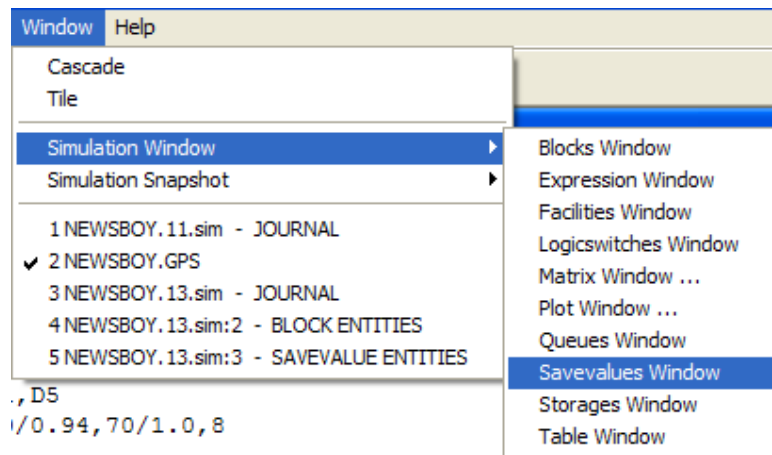 Window Help
Cascade
Tile
Simulation Window
Simulation Snapshot
1 NEWSBOY.11.sim - JOURNAL
2 NEWSBOY.GPS
3 NEWSBOY.13.sim - JOURNAL
4 NEWSBOY.13.sim:2 - BLOCK ENTITIES
5 NEWSBOY.13.sim:3 - SAVEVALUE ENTITIES
Blocks Window
Expression Window
Facilities Window
Logicswitches Window
Matrix Window ...
Plot Window ...
Queues Window
Savevalues Window
Storages Window
Table Window
,D5
/0.94,70/1.0,8